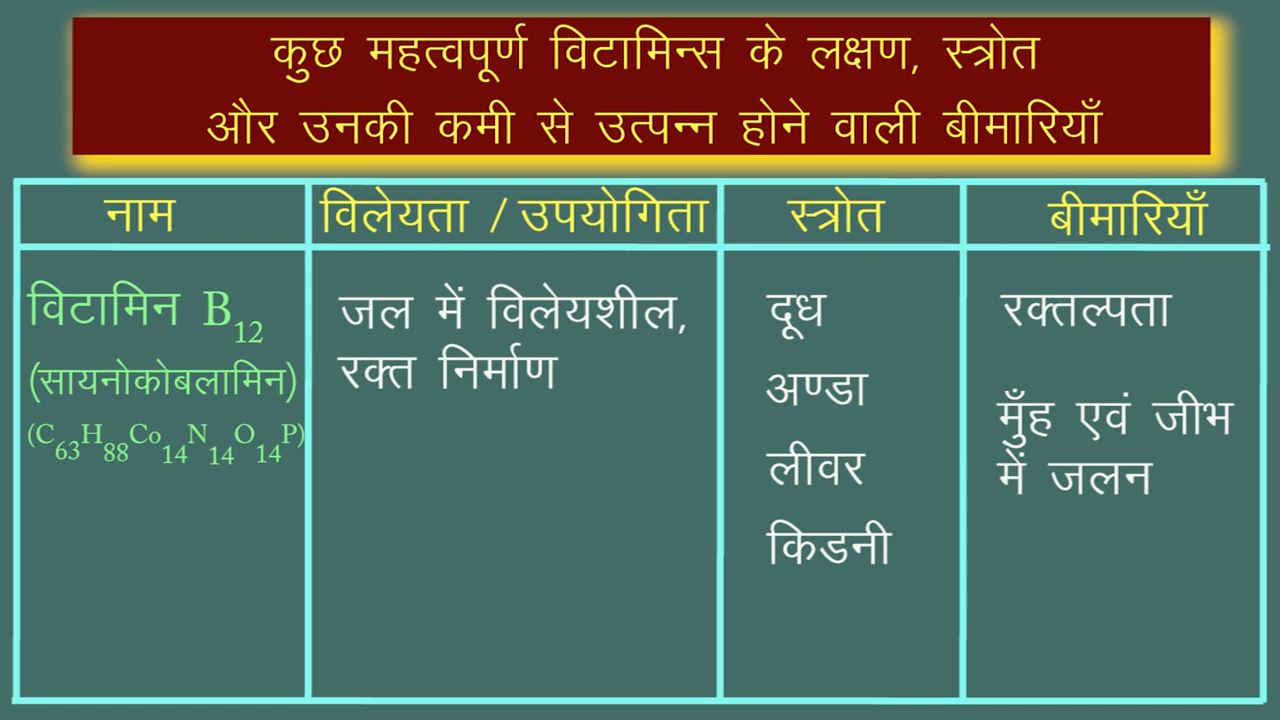 कुछ महत्वपूर्ण विटामिन्स के लक्षण, स्त्रोत
और उनकी कमी से उत्पन्न होने वाली बीमारियाँ
नाम
विलेयता / उपयोगिता
स्त्रोत
बीमारियाँ
विटामिन B12
(सायनोकोबलामिन)
(C63H88Co14N14O14P)
जल में विलेयशील,
रक्त निर्माण
दूध
अण्डा
लीवर
किडनी
रक्तल्पता
मुँह एवं जीभ
में जलन